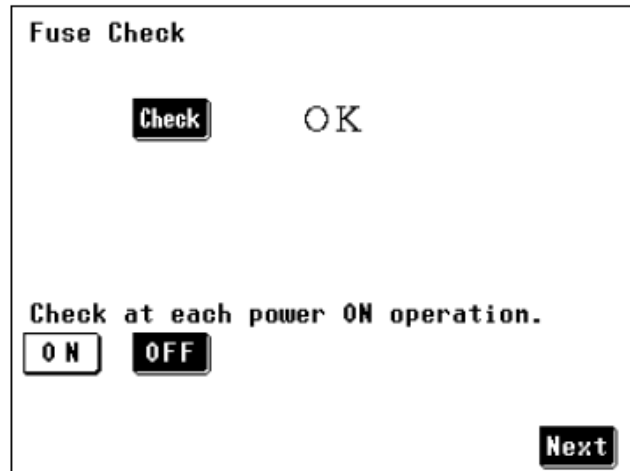 Fuse Check
Check OK
Check at each power ON operation.
ON OFF
Next